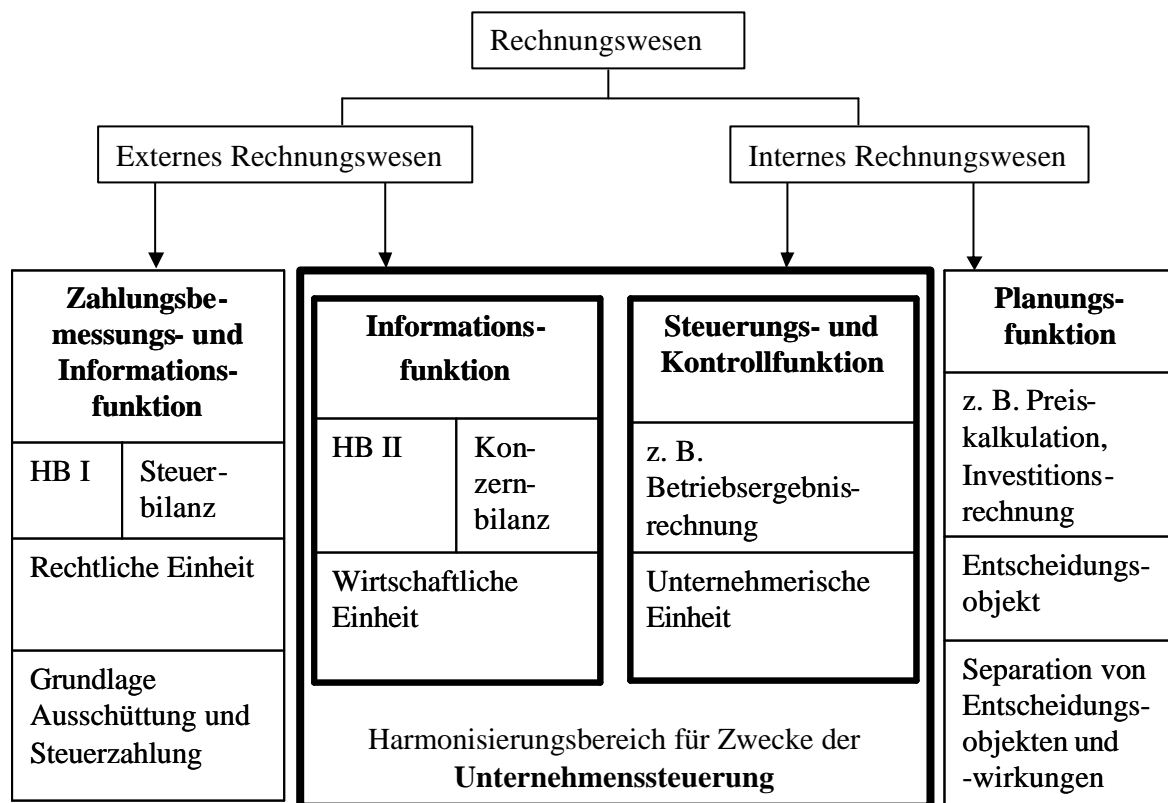 Rechnungswesen
Externes Rechnungswesen
Internes Rechnungswesen
Zahlungsbe-
messungs- und
Informations-
funktion
HB I
Steuer-
bilanz
Rechtliche Einheit
Grundlage
Ausschüttung und
Steuerzahlung
Informations-
funktion
HB II
Kon-
zern-
bilanz
Wirtschaftliche
Einheit
Steuerungs- und
Kontrollfunktion
z. B.
Betriebsergebnis-
rechnung
Unternehmerische
Einheit
Harmonisierungsbereich für Zwecke der
Unternehmenssteuerung
Planungs-
funktion
z. B. Preis-
kalkulation,
Investitions-
rechnung
Entscheidungs-
objekt
Separation von
Entscheidungs-
objekten und
-wirkungen